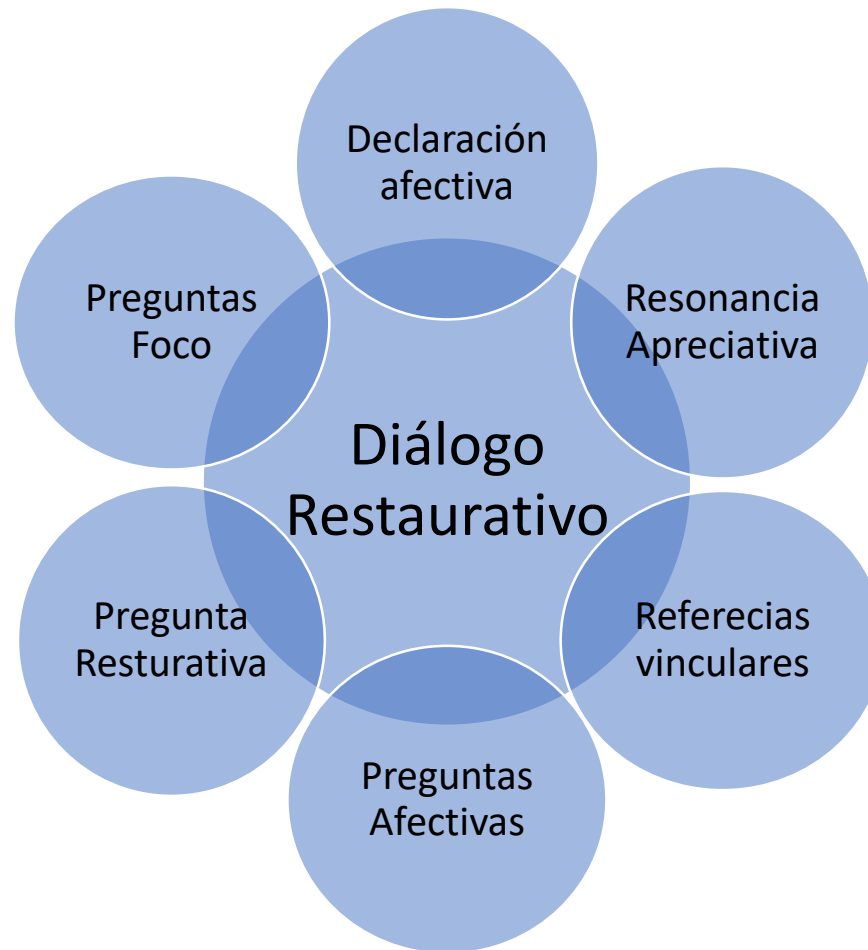 Declaración
afectiva
Resonancia
Apreciativa
Referecias
vinculares
Preguntas
Afectivas
Pregunta
Resturativa
Preguntas
Foco
Diálogo
Restaurativo